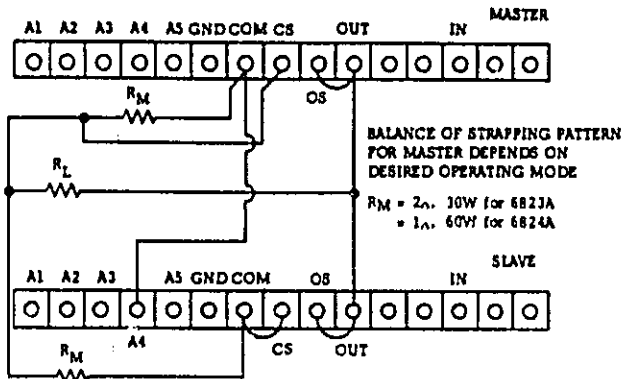 MASTER
A1 A2 A3 A4 A5 GND COM CS OUT IN
OS
RM
RL
BALANCE OF STRAPPING PATTERN
FOR MASTER DEPENDS ON
DESIRED OPERATING MODE
RM = 2Ω, 30W for 6823A
= 1Ω, 60W for 6824A
SLAVE
A1 A2 A3 A5 GND COM OS IN
A4 CS OUT
RM